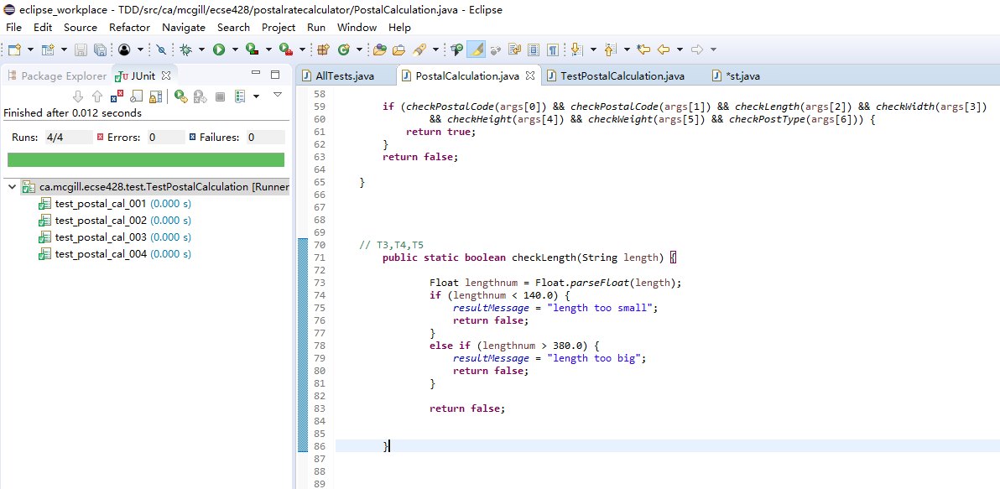 eclipse_workplace - TDD/src/ca/mcgill/ecse428/postalratecalculator/PostalCalculation.java - Eclipse
File Edit Source Refactor Navigate Search Project Run Window Help
Package Explorer JUnit
Finished after 0.012 seconds
Runs: 4/4 Errors: 0 Failures: 0
ca.mcgill.ecse428.test.TestPostalCalculation [Runner
test_postal_cal_001 (0.000 s)
test_postal_cal_002 (0.000 s)
test_postal_cal_003 (0.000 s)
test_postal_cal_004 (0.000 s)
AllTests.java PostalCalculation.java TestPostalCalculation.java *st.java
58
59 if (checkPostalCode(args[0]) && checkPostalCode(args[1]) && checkLength(args[2]) && checkWidth(args[3])
60 && checkHeight(args[4]) && checkWeight(args[5]) && checkPostType(args[6])) {
61 return true;
62 }
63 return false;
64
65 }
66
67
68
69
70 // T3,T4,T5
71 public static boolean checkLength(String length) {
72
73 Float lengthnum = Float.parseFloat(length);
74 if (lengthnum < 140.0) {
75 resultMessage = "length too small";
76 return false;
77 }
78 else if (lengthnum > 380.0) {
79 resultMessage = "length too big";
80 return false;
81 }
82
83 return false;
84
85
86 }
87
88
89